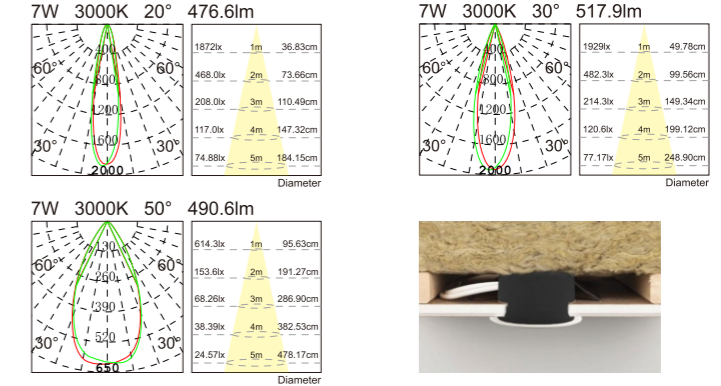 7W 3000K 20° 476.6lm
400
800
1200
1600
2000
60° 60°
30° 30°
1872lx 1m 36.83cm
468.0lx 2m 73.66cm
208.0lx 3m 110.49cm
117.0lx 4m 147.32cm
74.88lx 5m 184.15cm
Diameter
7W 3000K 30° 517.9lm
400
800
1200
1600
2000
60° 60°
30° 30°
1929lx 1m 49.78cm
482.3lx 2m 99.56cm
214.3lx 3m 149.34cm
120.6lx 4m 199.12cm
77.17lx 5m 248.90cm
Diameter
7W 3000K 50° 490.6lm
130
260
390
520
650
60° 60°
30° 30°
614.3lx 1m 95.63cm
153.6lx 2m 191.27cm
68.26lx 3m 286.90cm
38.39lx 4m 382.53cm
24.57lx 5m 478.17cm
Diameter